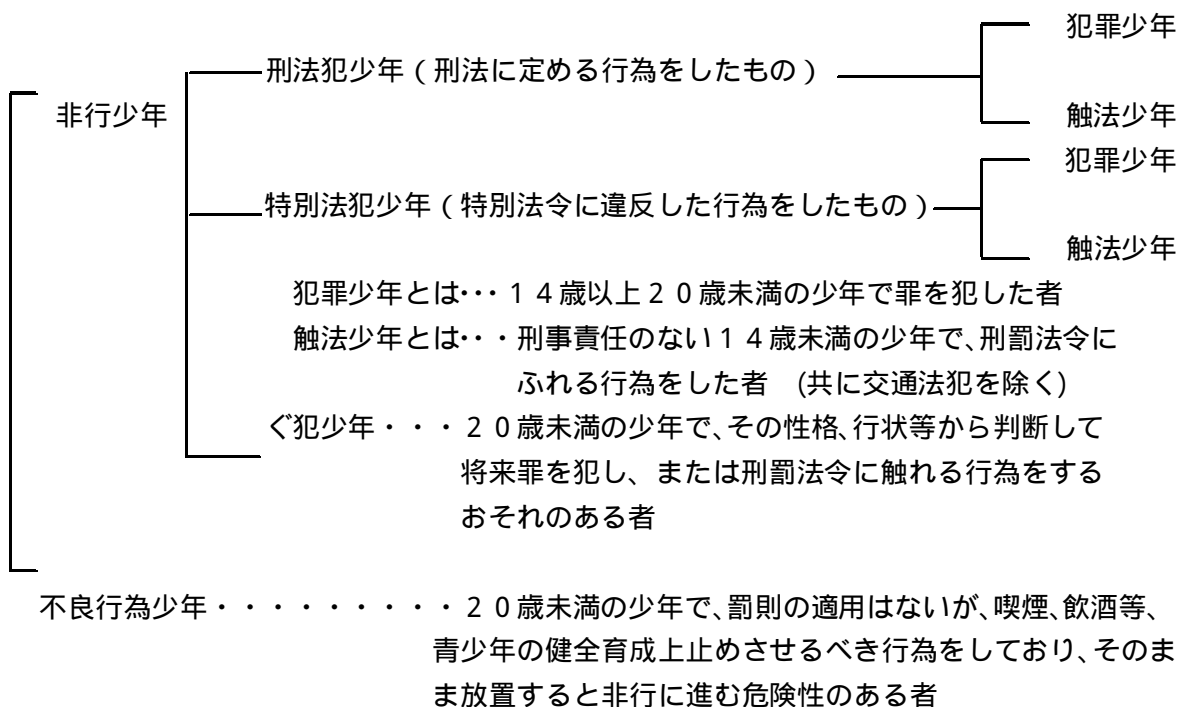 犯罪少年
刑法犯少年(刑法に定める行為をしたもの)
非行少年
触法少年
犯罪少年
特別法犯少年(特別法令に違反した行為をしたもの)
触法少年
犯罪少年とは・・・14歳以上20歳未満の少年で罪を犯した者
触法少年とは・・・刑事責任のない14歳未満の少年で、刑罰法令に
ふれる行為をした者 (共に交通法犯を除く)
ぐ犯少年・・・20歳未満の少年で、その性格、行状等から判断して
将来罪を犯し、または刑罰法令に触れる行為をする
おそれのある者
不良行為少年・・・・・・・・・20歳未満の少年で、罰則の適用はないが、喫煙、飲酒等、
青少年の健全育成上止めさせるべき行為をしており、そのま
ま放置すると非行に進む危険性のある者